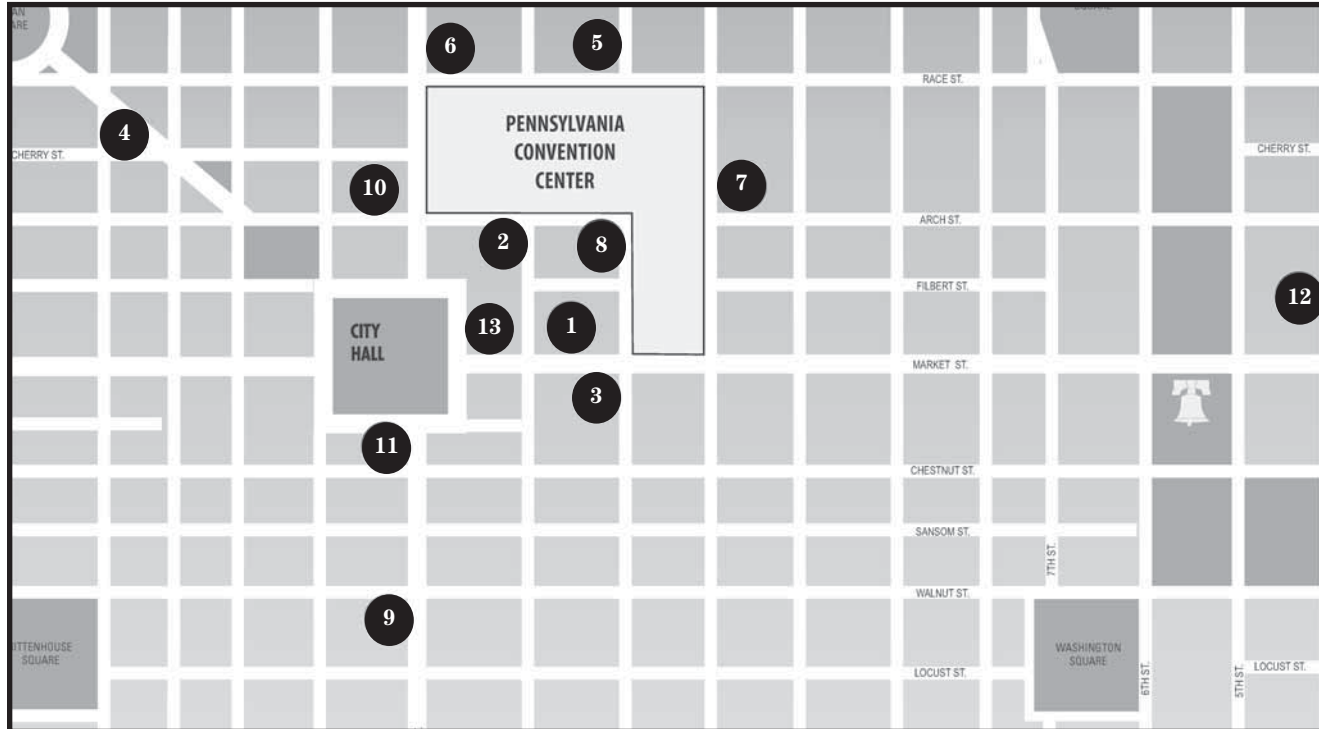 SQUARE
6
5
RACE ST.
PENNSYLVANIA
CONVENTION
CENTER
4
CHERRY ST.
CHERRY ST.
10
7
ARCH ST.
2
8
FILBERT ST.
12
CITY
HALL
13
1
MARKET ST.
3
11
CHESTNUT ST.
SANSOM ST.
7TH ST.
WALNUT ST.
9
ITTENHOUSE
SQUARE
WASHINGTON
SQUARE
LOCUST ST.
6TH ST.
5TH ST.
LOCUST ST.